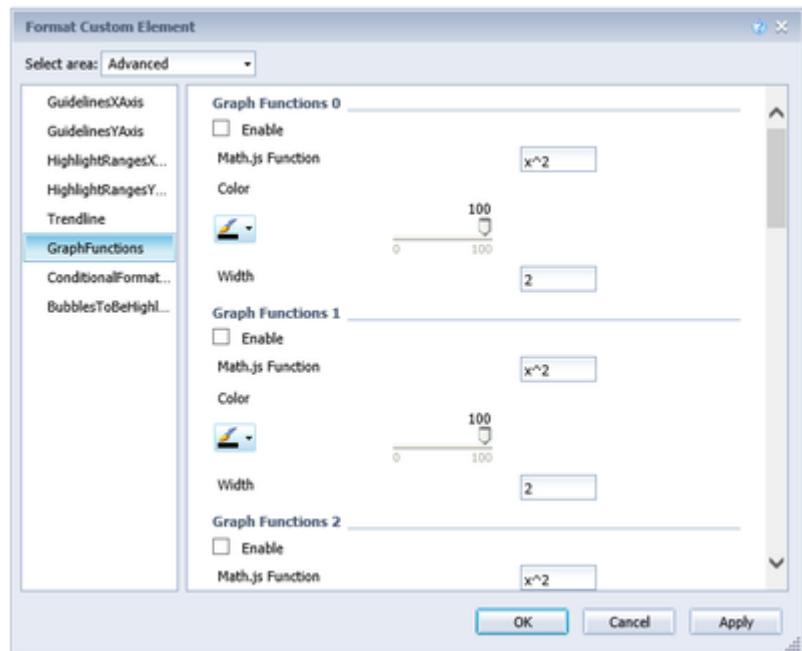 Format Custom Element
Select area: Advanced
GuidelinesXAxis
GuidelinesYAxis
HighlightRangesX...
HighlightRangesY...
Trendline
GraphFunctions
ConditionalFormat...
BubblesToBeHighl...
Graph Functions 0
Enable
Math.js Function x^2
Color
100
0 100
Width 2
Graph Functions 1
Enable
Math.js Function x^2
Color
100
0 100
Width 2
Graph Functions 2
Enable
Math.js Function x^2
OK Cancel Apply